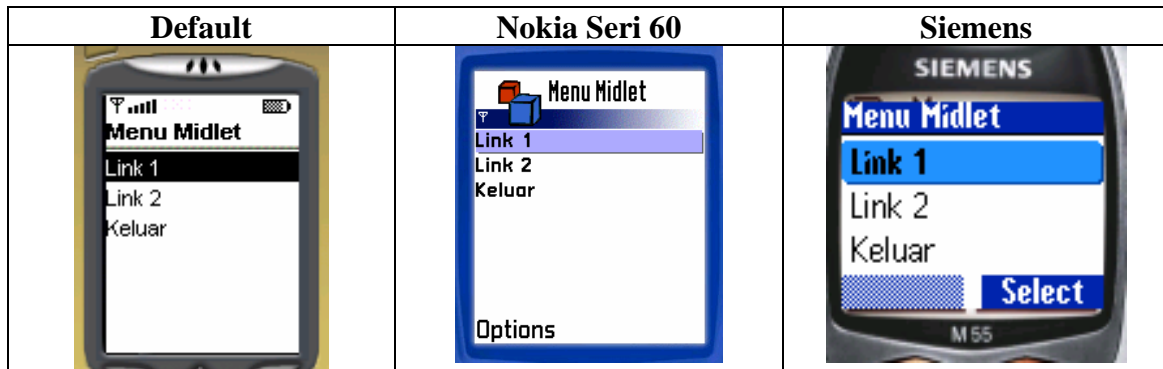 Default
Nokia Seri 60
Siemens
Menu Midlet
Link 1
Link 2
Keluar
Menu Midlet
Link 1
Link 2
Keluar
Options
SIEMENS
Menu Midlet
Link 1
Link 2
Keluar
Select
M55